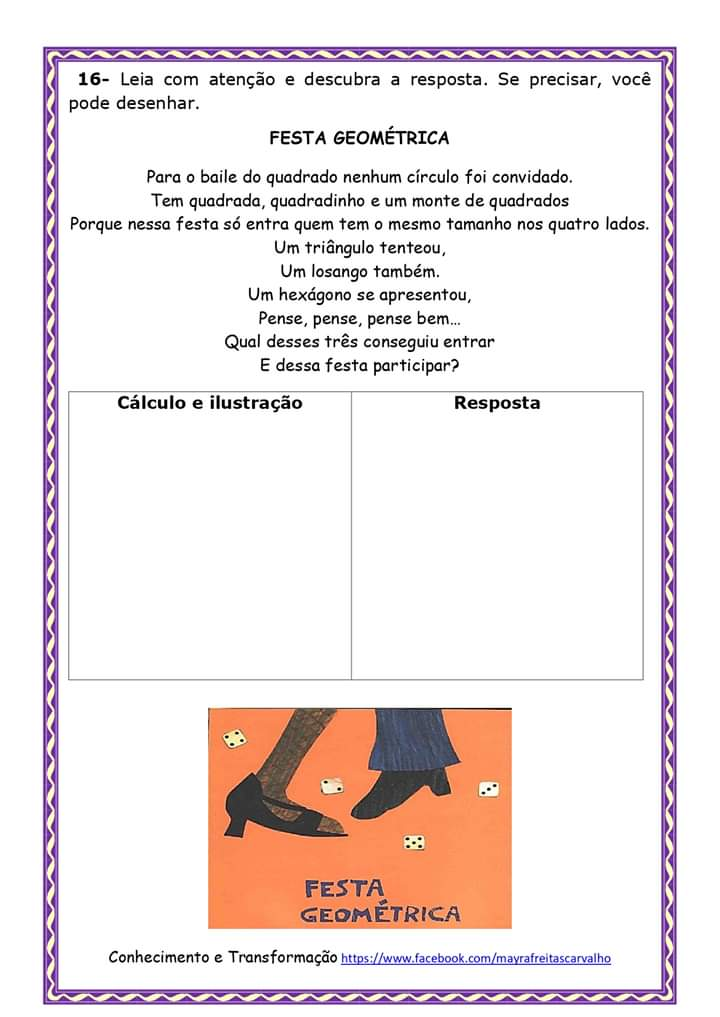 16- Leia com atenção e descubra a resposta. Se precisar, você
pode desenhar.
FESTA GEOMÉTRICA
Para o baile do quadrado nenhum círculo foi convidado.
Tem quadrada, quadradinho e um monte de quadrados
Porque nessa festa só entra quem tem o mesmo tamanho nos quatro lados.
Um triângulo tenteou,
Um losango também.
Um hexágono se apresentou,
Pense, pense, pense bem...
Qual desses três conseguiu entrar
E dessa festa participar?
Cálculo e ilustração
Resposta
FESTA
GEOMÉTRICA
Conhecimento e Transformação https://www.facebook.com/mayrafreitascarvalho